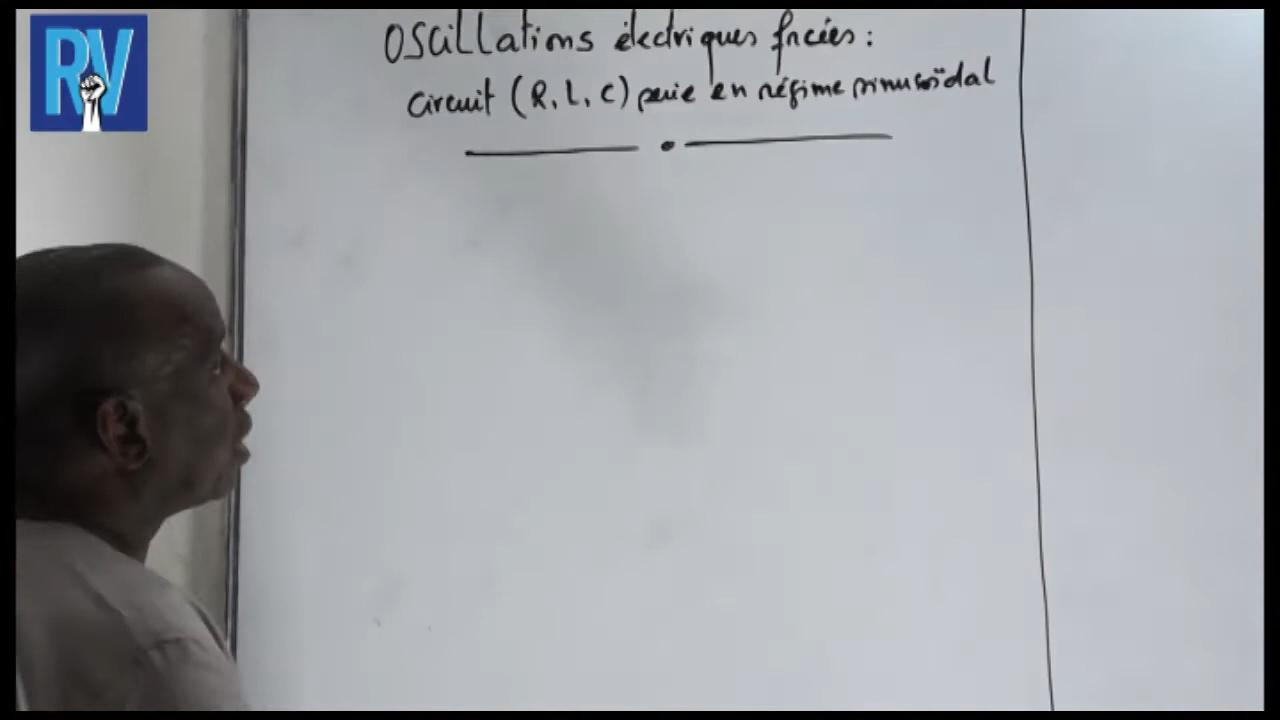 RV
Oscillations électriques forcées :
circuit (R, L, C) série en régime sinusoïdal